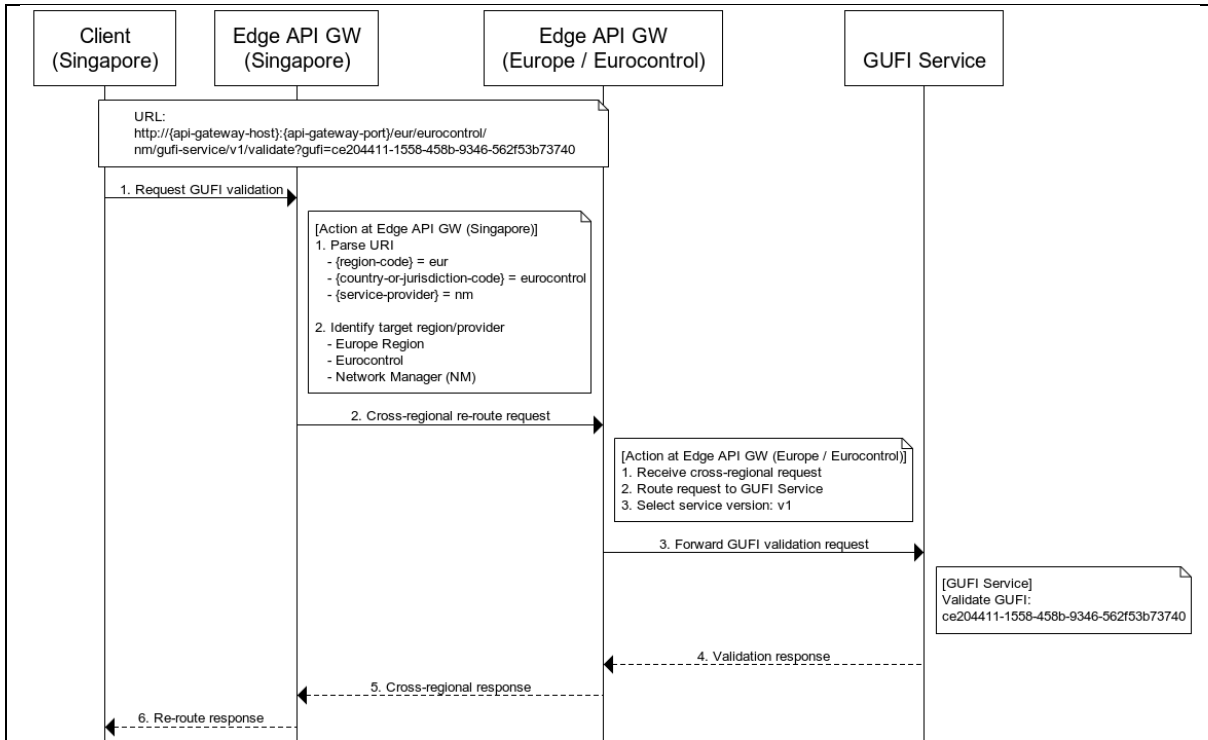 Client
(Singapore)
Edge API GW
(Singapore)
Edge API GW
(Europe / Eurocontrol)
GUFI Service
URL:
http://{api-gateway-host}:{api-gateway-port}/eur/eurocontrol/
nm/gufi-service/v1/validate?gufi=ce204411-1558-458b-9346-562f53b73740
1. Request GUFI validation
[Action at Edge API GW (Singapore)]
1. Parse URI
- {region-code} = eur
- {country-or-jurisdiction-code} = eurocontrol
- {service-provider} = nm
2. Identify target region/provider
- Europe Region
- Eurocontrol
- Network Manager (NM)
2. Cross-regional re-route request
[Action at Edge API GW (Europe / Eurocontrol)]
1. Receive cross-regional request
2. Route request to GUFI Service
3. Select service version: v1
3. Forward GUFI validation request
[GUFI Service]
Validate GUFI:
ce204411-1558-458b-9346-562f53b73740
4. Validation response
5. Cross-regional response
6. Re-route response